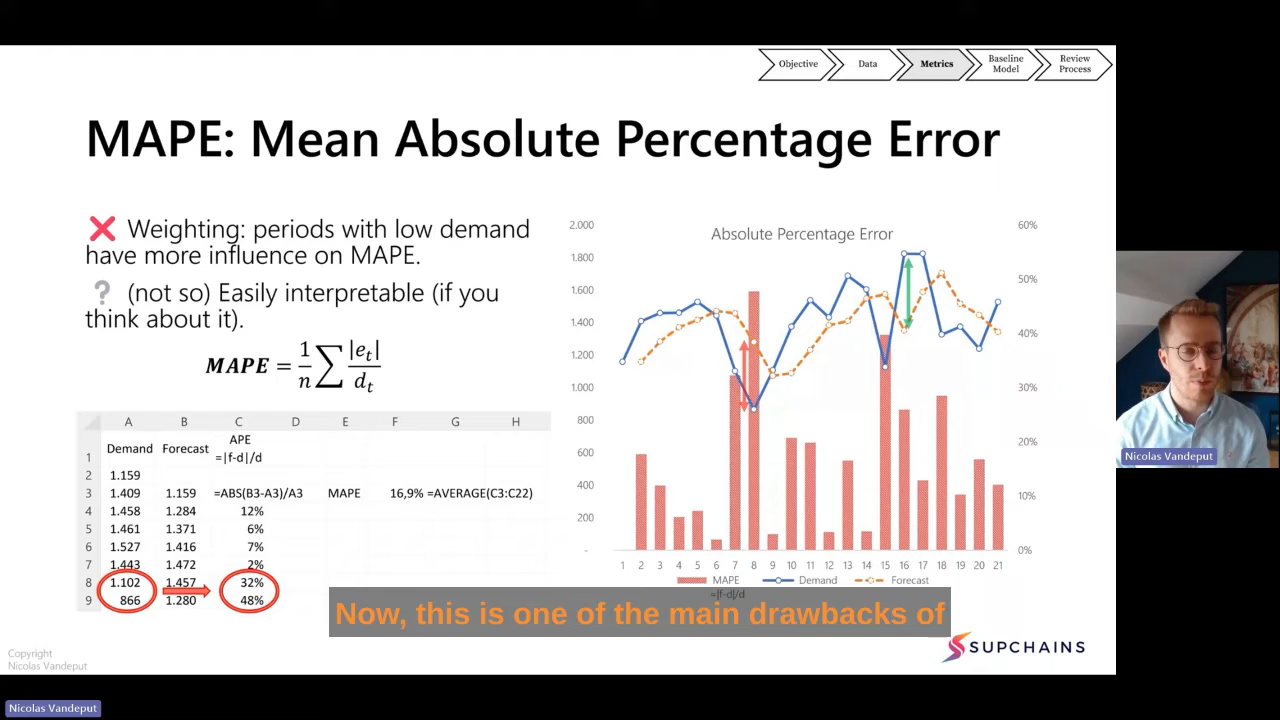 Objective
Data
Metrics
Baseline
Model
Review
Process
MAPE: Mean Absolute Percentage Error
❌ Weighting: periods with low demand
have more influence on MAPE.
❔ (not so) Easily interpretable (if you
think about it).
MAPE = 1/n ∑ |e_t|/d_t
A B C D E F G H
1 Demand Forecast APE
=|f-d|/d
2 1.159
3 1.409 1.159 =ABS(B3-A3)/A3 MAPE 16,9% =AVERAGE(C3:C22)
4 1.458 1.284 12%
5 1.461 1.371 6%
6 1.527 1.416 7%
7 1.443 1.472 2%
8 1.102 1.457 32%
9 866 1.280 48%
Absolute Percentage Error
2.000
1.800
1.600
1.400
1.200
1.000
800
600
400
200
-
60%
50%
40%
30%
20%
10%
0%
1 2 3 4 5 6 7 8 9 10 11 12 13 14 15 16 17 18 19 20 21
MAPE Demand Forecast
=|f-d|/d
Now, this is one of the main drawbacks of
SUPCHAINS
Copyright
Nicolas Vandeput
Nicolas Vandeput
Nicolas Vandeput